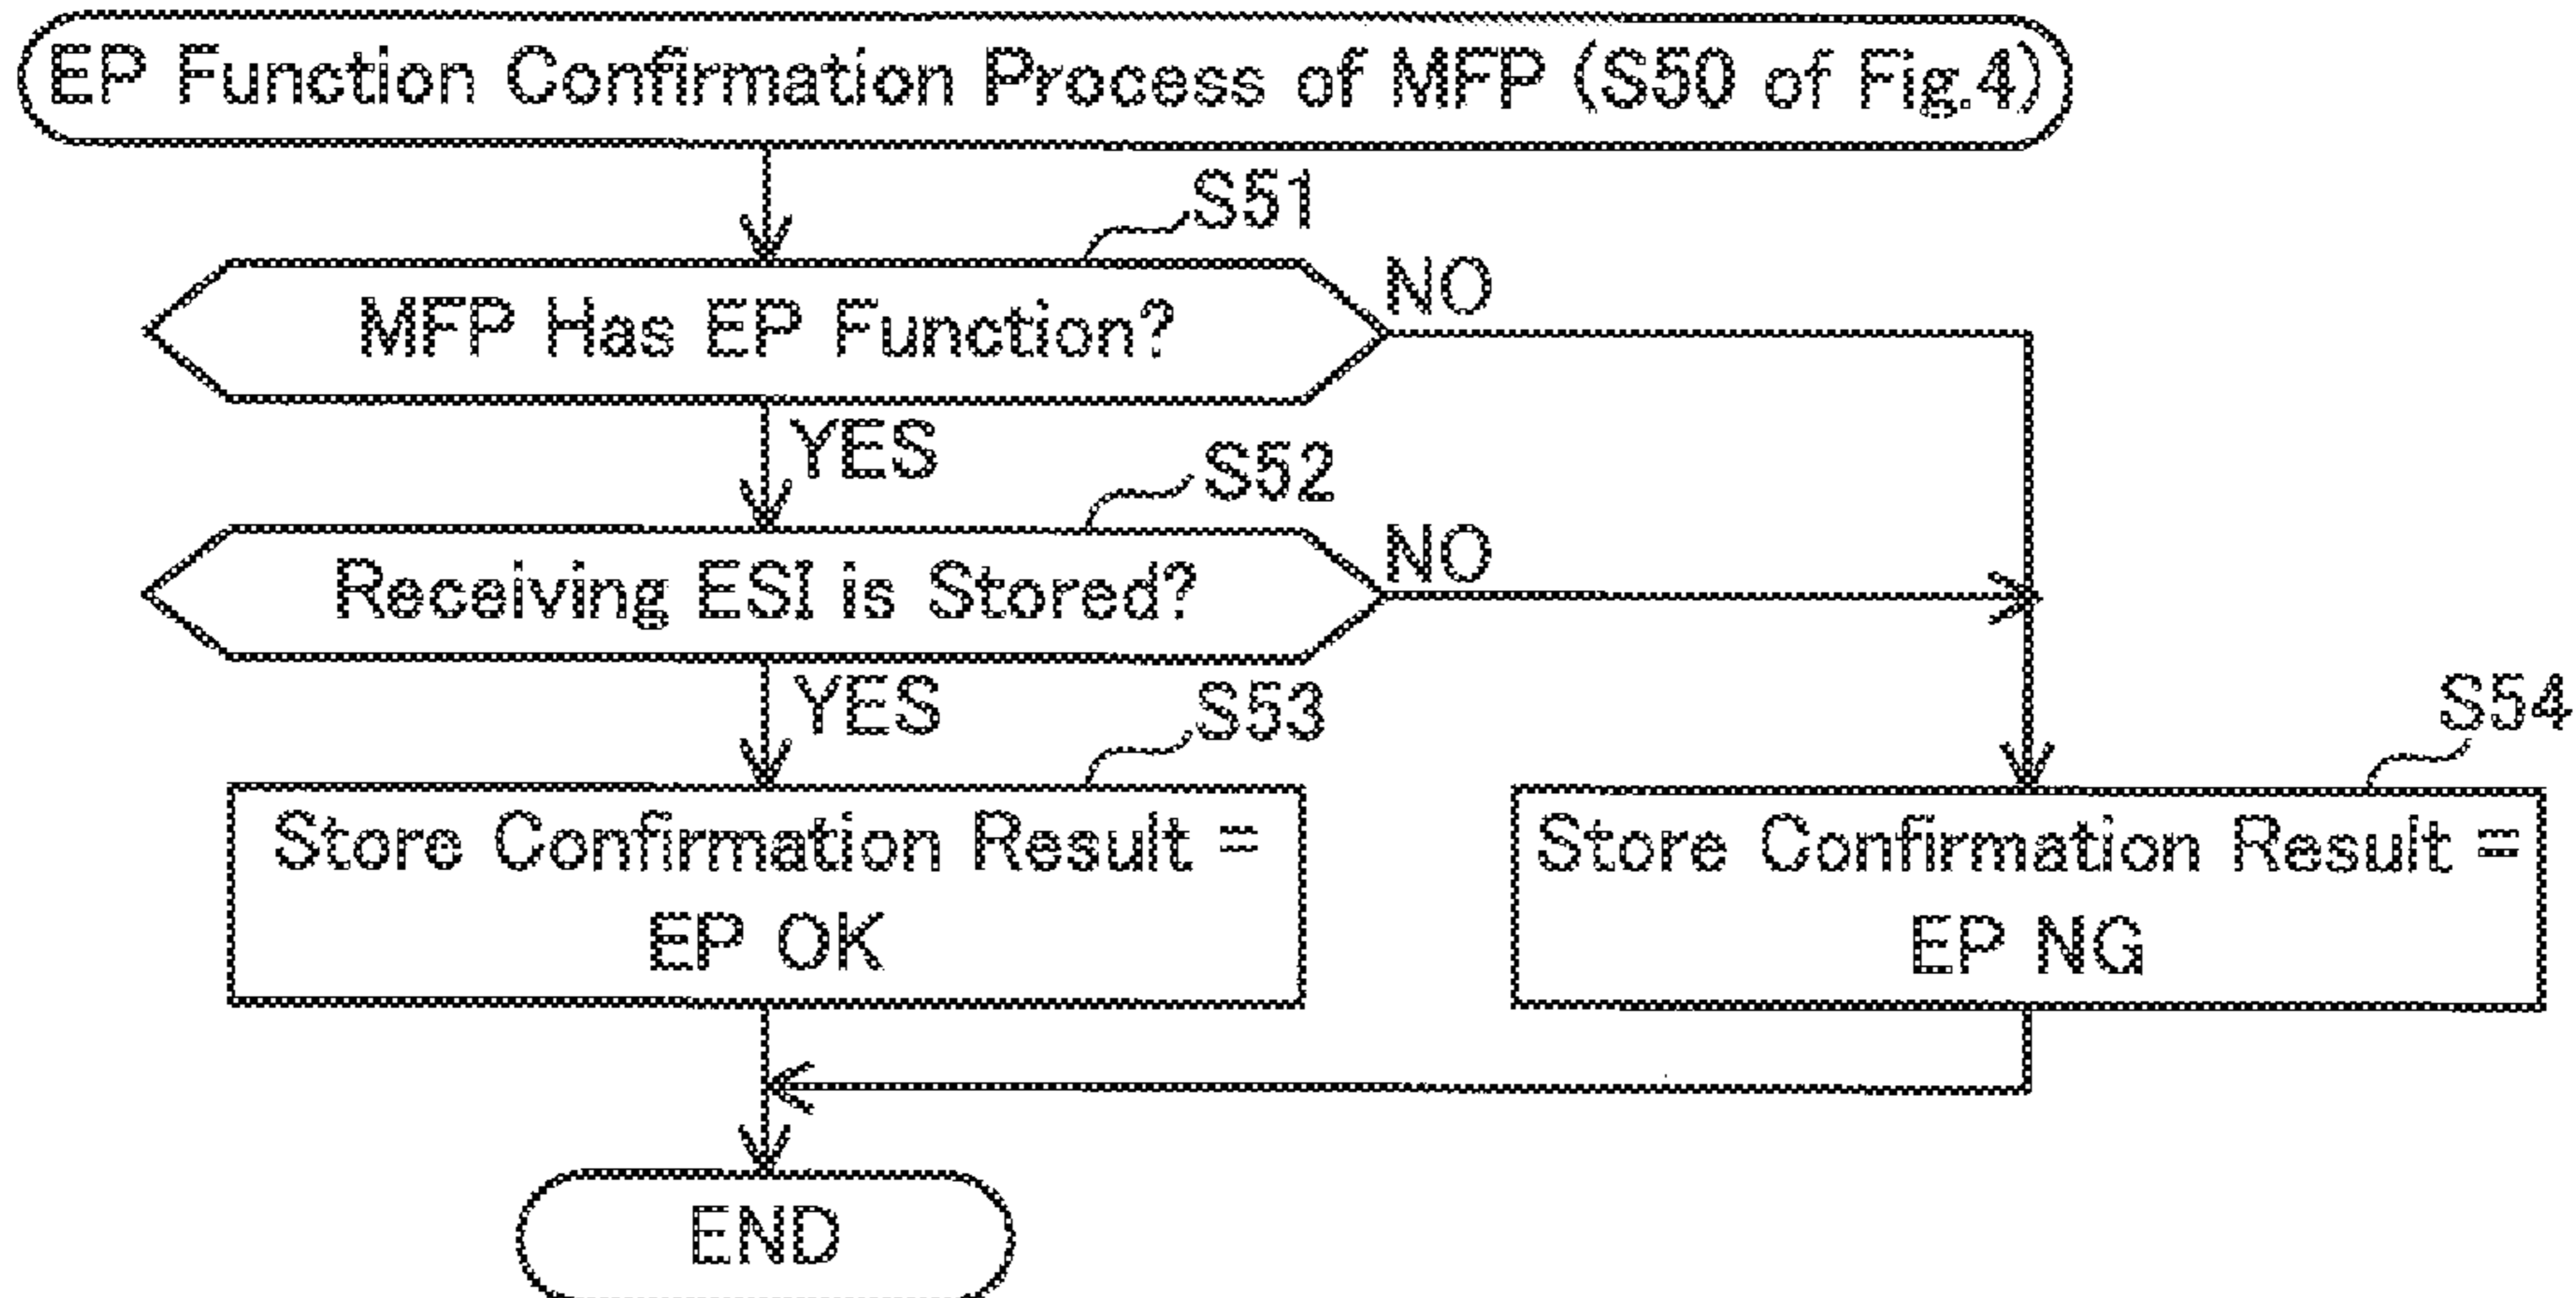 EP Function Confirmation Process of MFP (S50 of Fig.4)
S51
MFP Has EP Function?
NO
YES
S52
Receiving ESI is Stored?
NO
YES
S53
S54
Store Confirmation Result =
EP OK
Store Confirmation Result =
EP NG
END